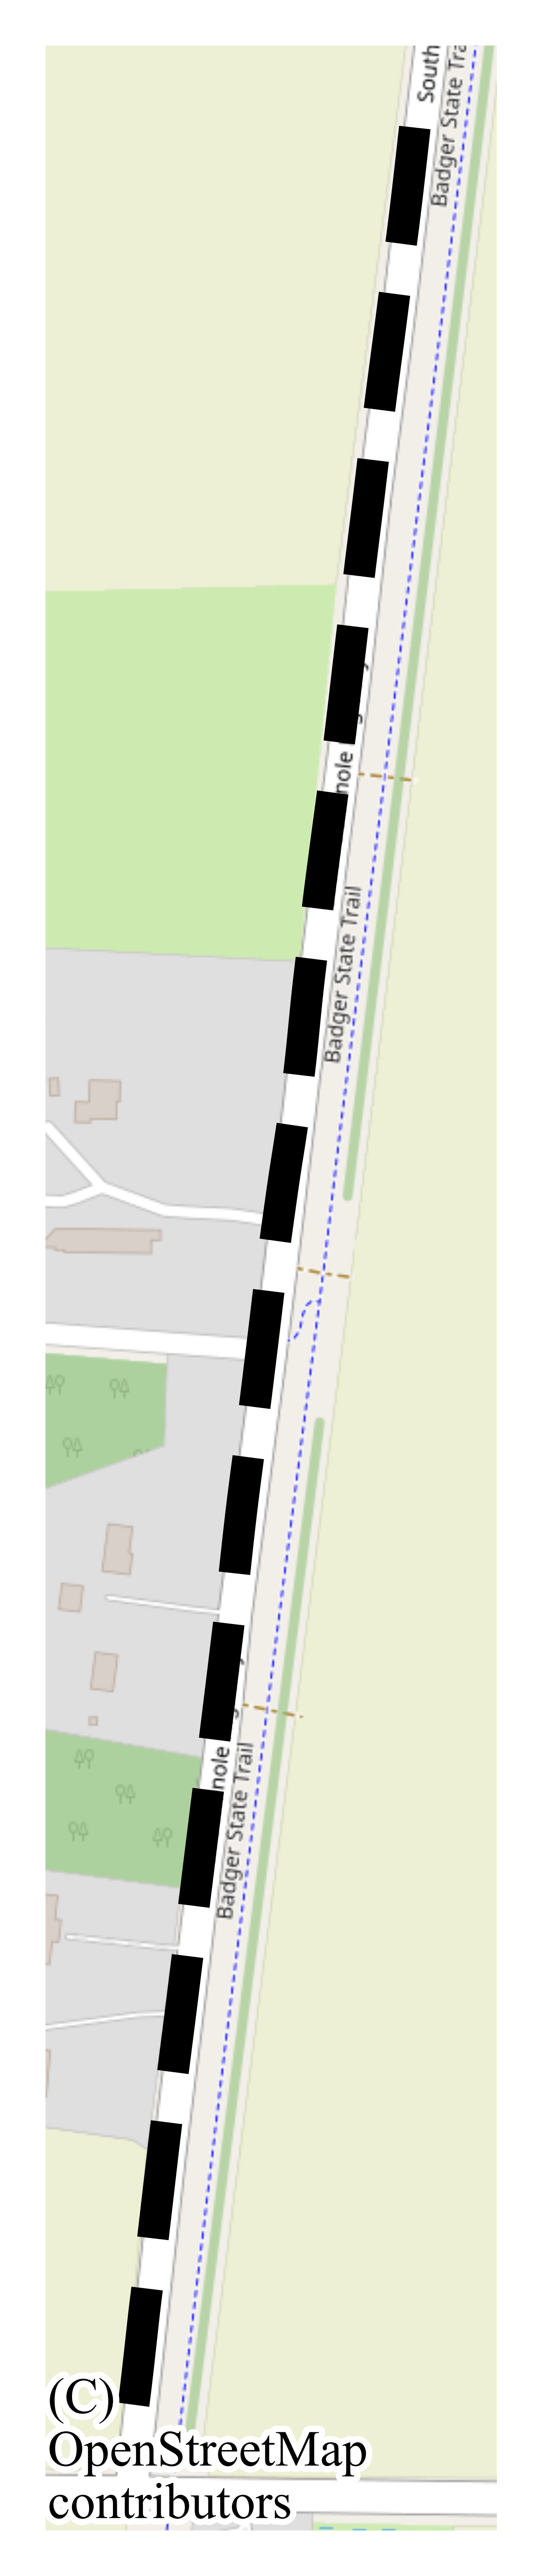 South
Badger State Tra
nole
Badger State Trail
nole
Badger State Trail
(C)
OpenStreetMap
contributors